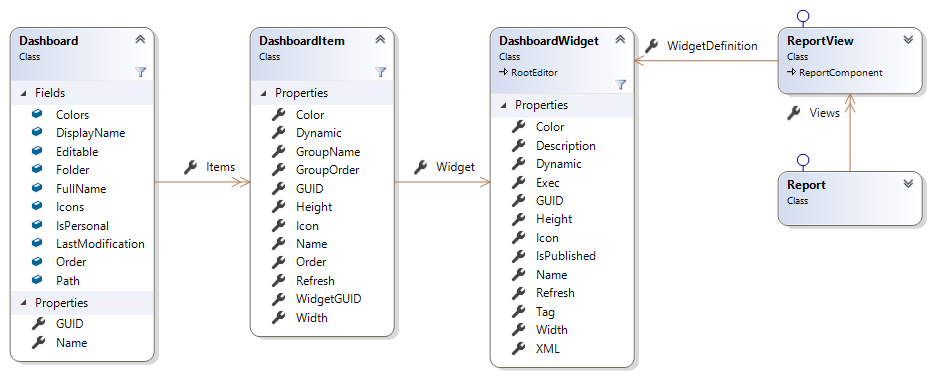 Dashboard
Class
Fields
Colors
DisplayName
Editable
Folder
FullName
Icons
IsPersonal
LastModification
Order
Path
Properties
GUID
Name
Items
DashboardItem
Class
Properties
Color
Dynamic
GroupName
GroupOrder
GUID
Height
Icon
Name
Order
Refresh
WidgetGUID
Width
Widget
DashboardWidget
Class
RootEditor
Properties
Color
Description
Dynamic
Exec
GUID
Height
Icon
IsPublished
Name
Refresh
Tag
Width
XML
WidgetDefinition
ReportView
Class
ReportComponent
Views
Report
Class